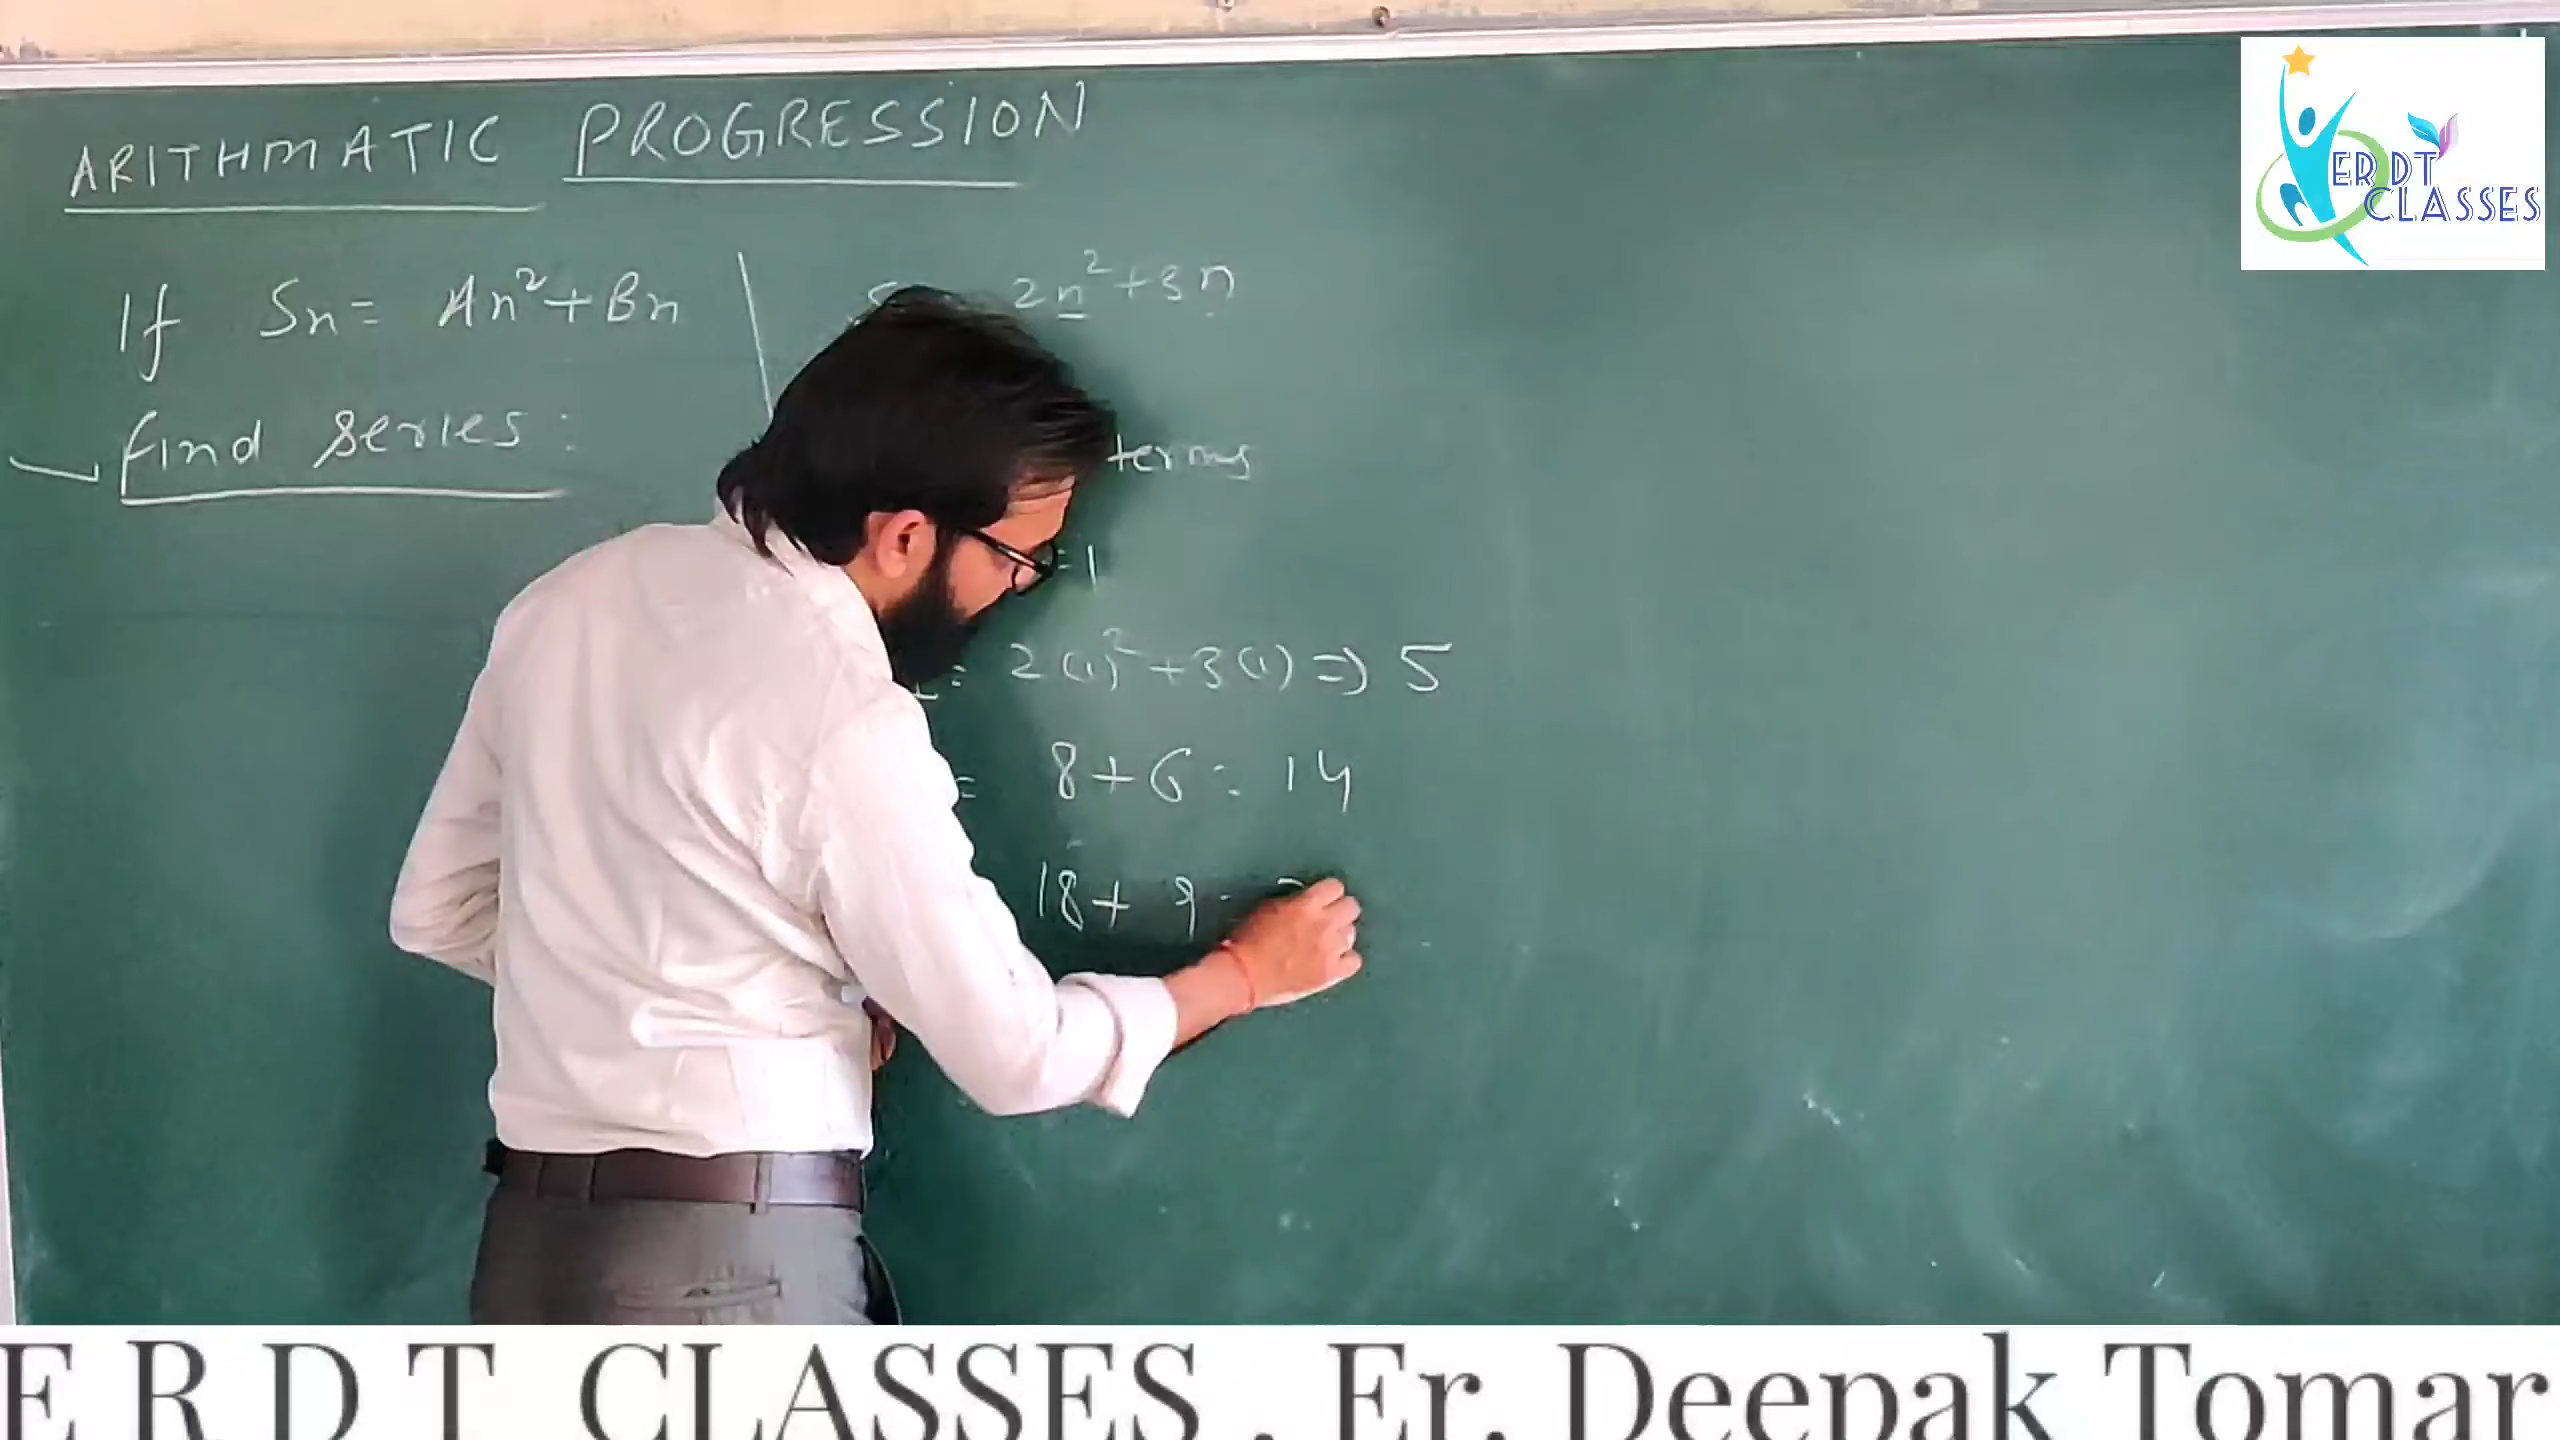 ARITHMATIC PROGRESSION
If Sn = An²+Bn
find series :
2n²+3n
terms
=1
= 2(1)²+3(1) => 5
= 8+6 = 14
18+ 9 =
ER DT
CLASSES
E R D T CLASSES . Er. Deepak Tomar